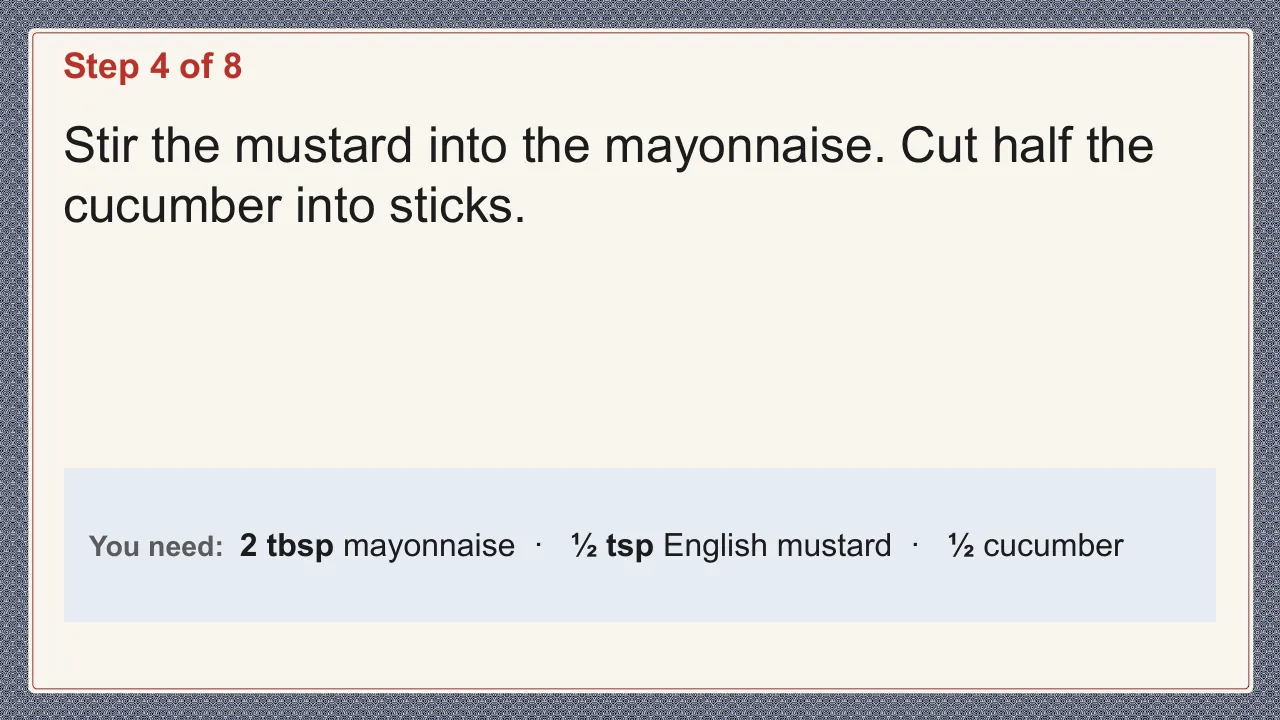 Step 4 of 8
Stir the mustard into the mayonnaise. Cut half the
cucumber into sticks.
You need: 2 tbsp mayonnaise · ½ tsp English mustard · ½ cucumber